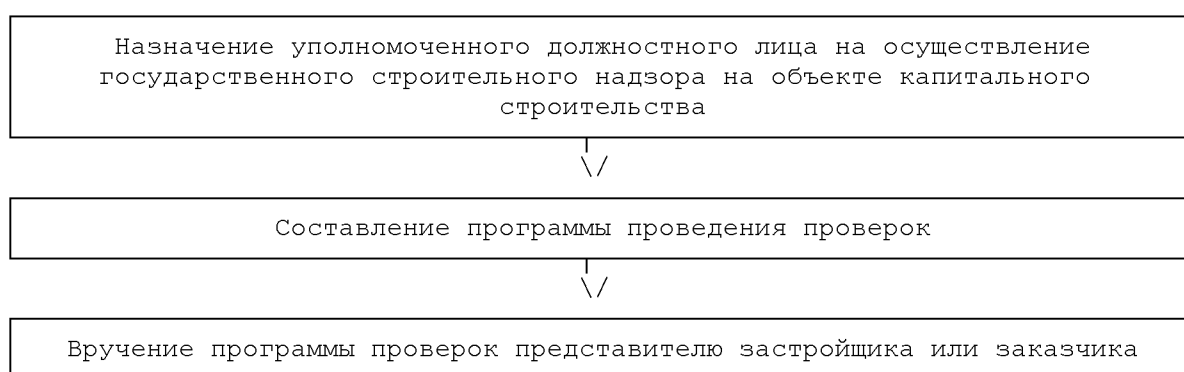 Назначение уполномоченного должностного лица на осуществление
государственного строительного надзора на объекте капитального
строительства
\/
Составление программы проведения проверок
\/
Вручение программы проверок представителю застройщика или заказчика